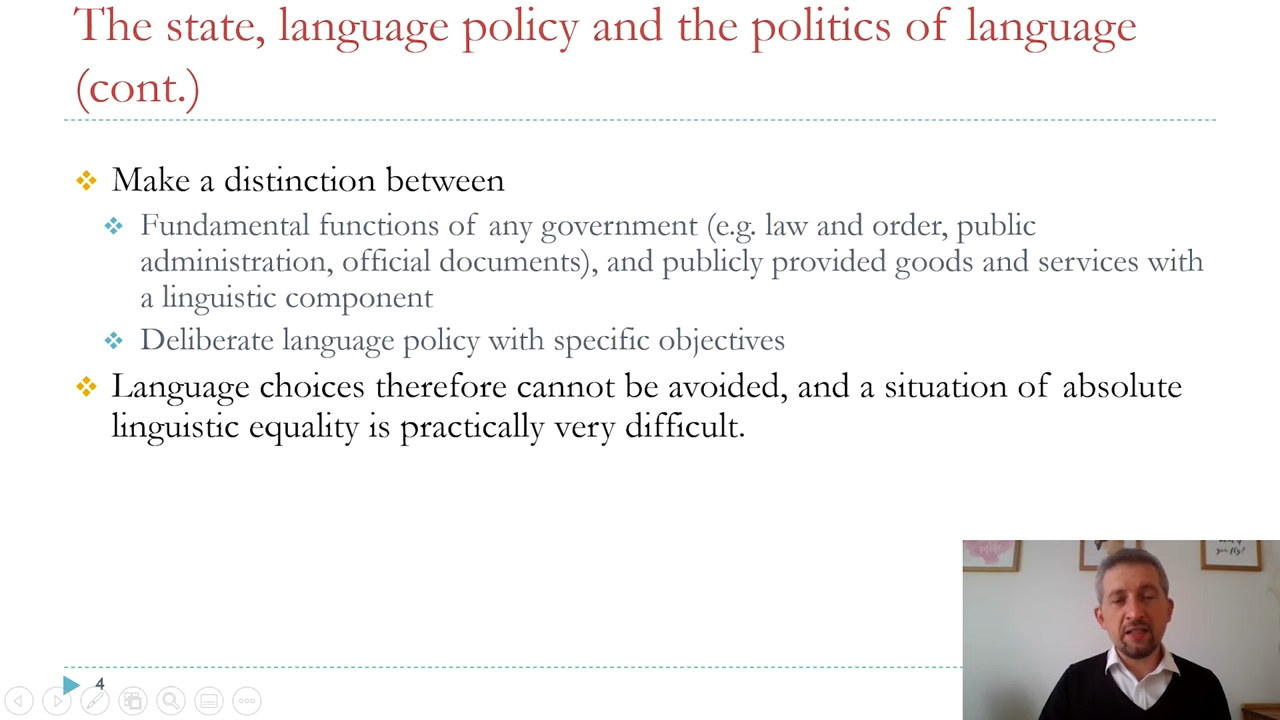 The state, language policy and the politics of language
(cont.)
Make a distinction between
Fundamental functions of any government (e.g. law and order, public
administration, official documents), and publicly provided goods and services with
a linguistic component
Deliberate language policy with specific objectives
Language choices therefore cannot be avoided, and a situation of absolute
linguistic equality is practically very difficult.
4